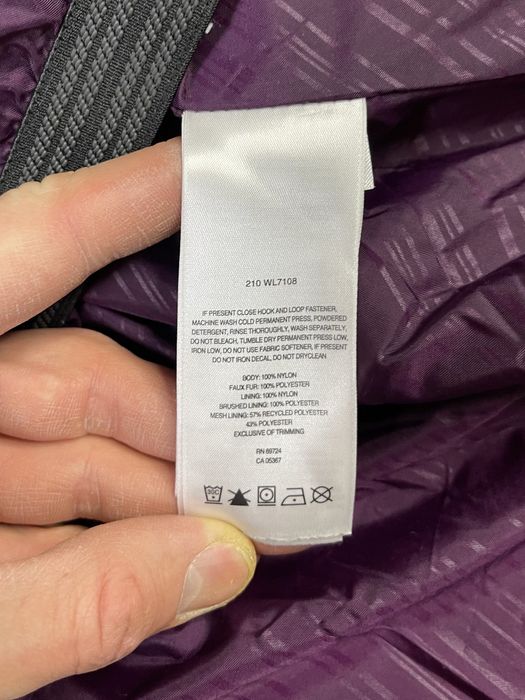 210 WL7108
IF PRESENT CLOSE HOOK AND LOOP FASTENER,
MACHINE WASH COLD PERMANENT PRESS, POWDERED
DETERGENT, RINSE THOROUGHLY, WASH SEPARATELY,
DO NOT BLEACH, TUMBLE DRY PERMANENT PRESS LOW,
IRON LOW, DO NOT USE FABRIC SOFTENER, IF PRESENT
DO NOT IRON DECAL, DO NOT DRYCLEAN
BODY: 100% NYLON
FAUX FUR: 100% POLYESTER
LINING: 100% NYLON
BRUSHED LINING: 100% POLYESTER
MESH LINING: 57% RECYCLED POLYESTER
43% POLYESTER
EXCLUSIVE OF TRIMMING
RN 69724
CA 05367
30C